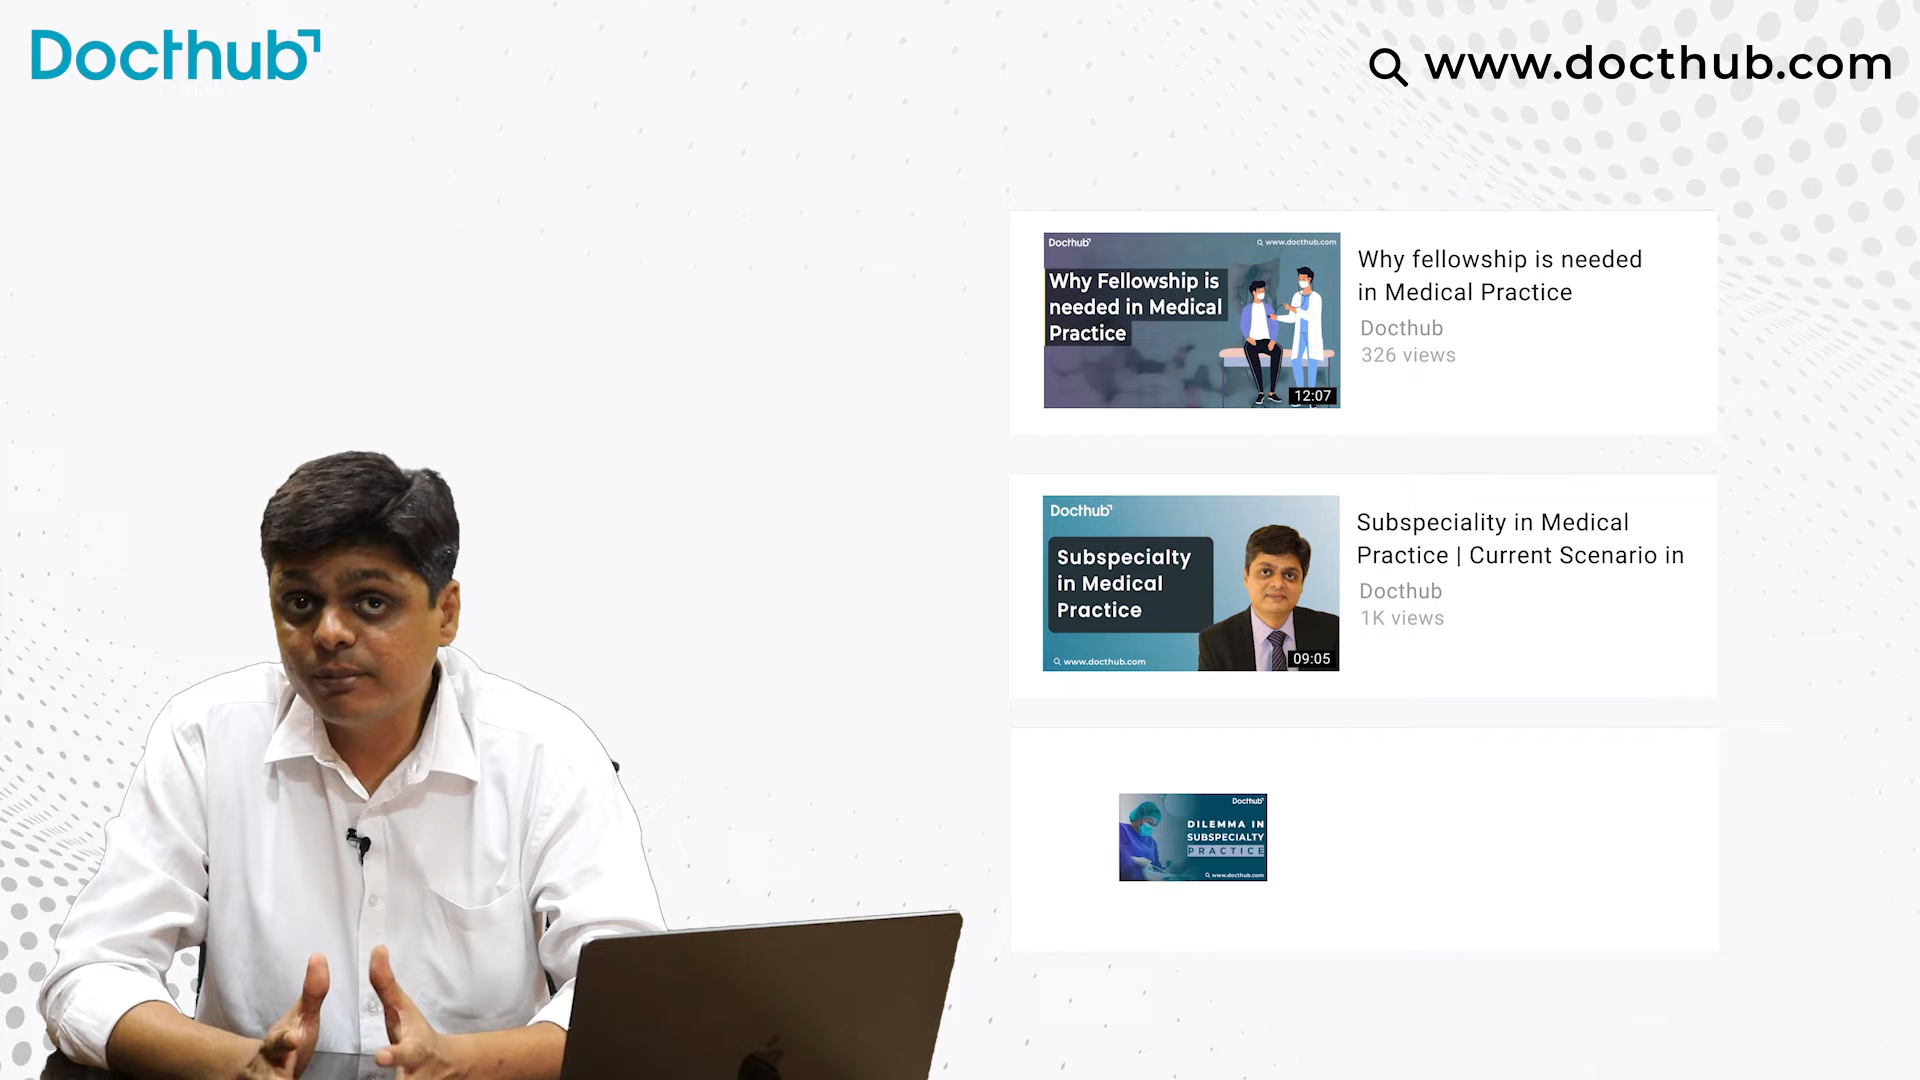 Docthub
www.docthub.com
Docthub
www.docthub.com
Why Fellowship is
needed in Medical
Practice
12:07
Why fellowship is needed
in Medical Practice
Docthub
326 views
Docthub
Subspecialty
in Medical
Practice
www.docthub.com
09:05
Subspeciality in Medical
Practice | Current Scenario in
Docthub
1K views
Docthub
DILEMMA IN
SUBSPECIALTY
PRACTICE
www.docthub.com